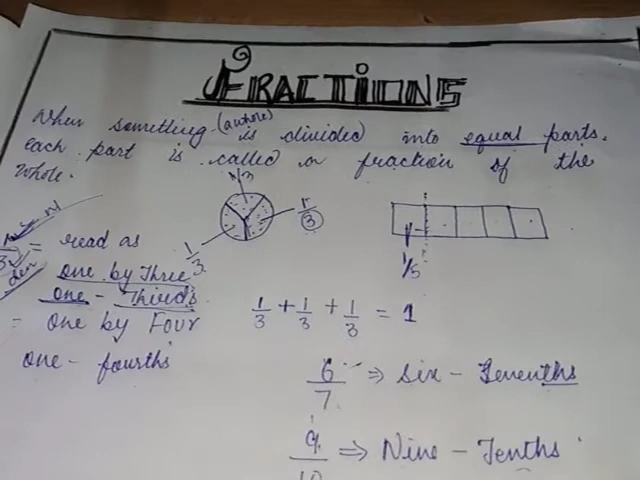 FRACTIONS
When something (a whole) is divided into equal parts.
each part is called a fraction of the
whole.
1/3
1/3
1/3
1/5
= read as
one by Three
one - Thirds
= one by Four
one - fourths
1/3 + 1/3 + 1/3 = 1
6/7 ⇒ Six - Sevenths
9/10 ⇒ Nine - Tenths